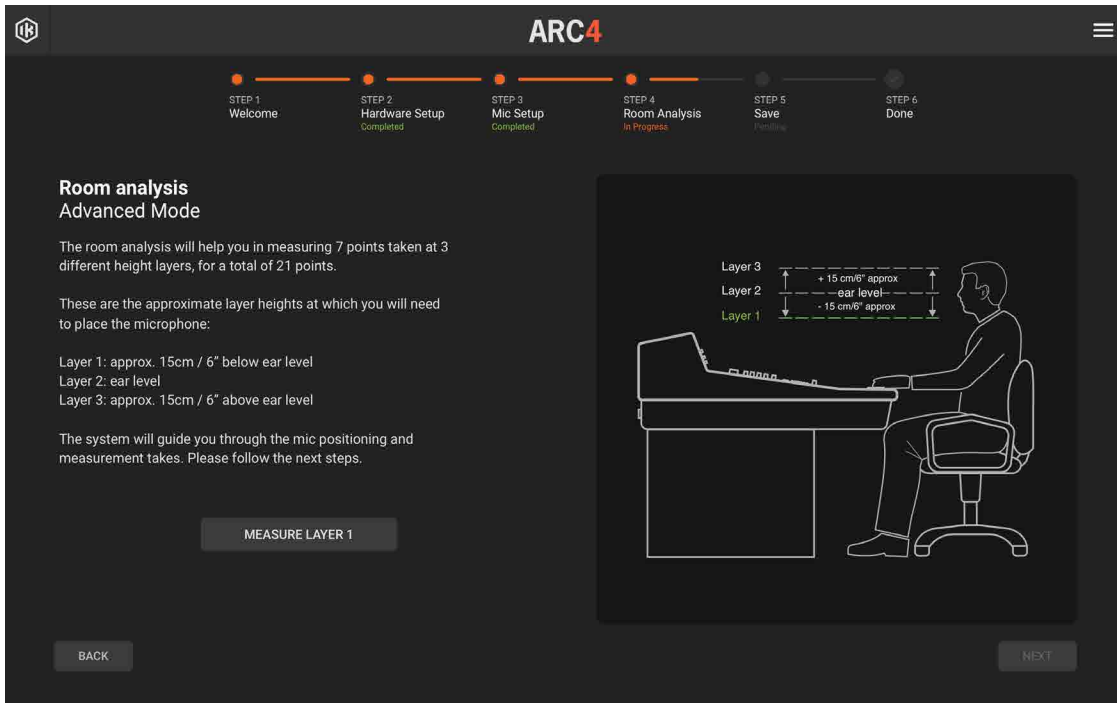 IK
ARC4
STEP 1
Welcome
STEP 2
Hardware Setup
Completed
STEP 3
Mic Setup
Completed
STEP 4
Room Analysis
In Progress
STEP 5
Save
Pending
STEP 6
Done
Room analysis
Advanced Mode
The room analysis will help you in measuring 7 points taken at 3
different height layers, for a total of 21 points.
These are the approximate layer heights at which you will need
to place the microphone:
Layer 1: approx. 15cm / 6” below ear level
Layer 2: ear level
Layer 3: approx. 15cm / 6” above ear level
The system will guide you through the mic positioning and
measurement takes. Please follow the next steps.
MEASURE LAYER 1
Layer 3
+ 15 cm/6" approx
Layer 2
ear level
- 15 cm/6" approx
Layer 1
BACK
NEXT